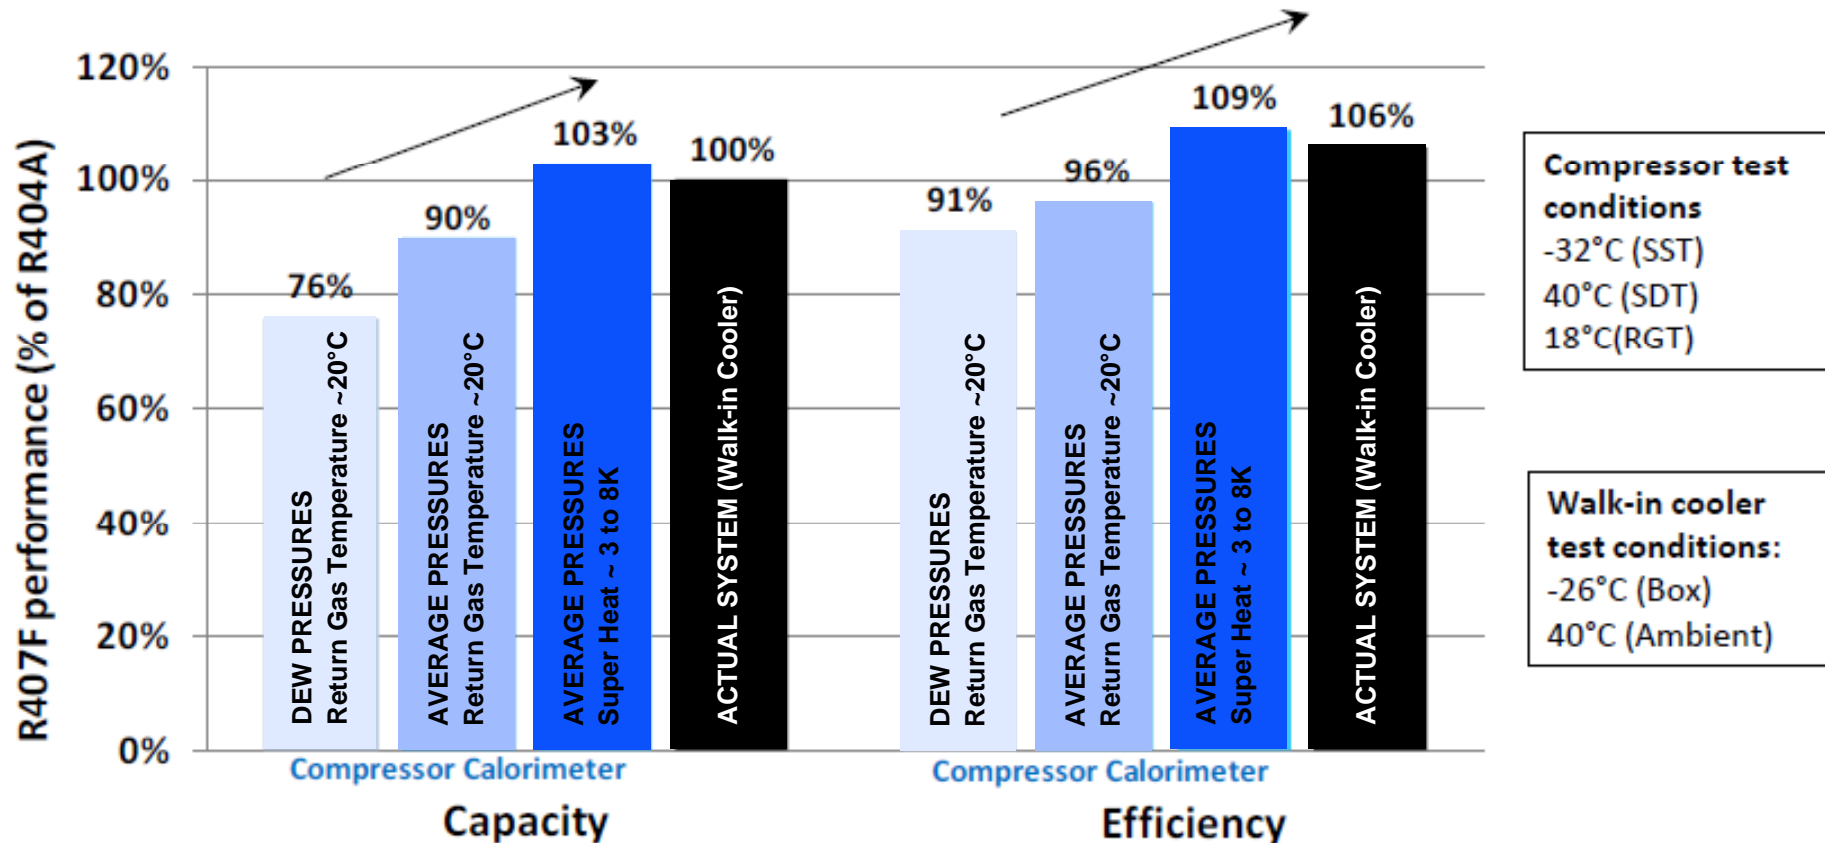 R407F performance (% of R404A)
120%
100%
80%
60%
40%
20%
0%
76%
90%
103%
100%
91%
96%
109%
106%
DEW PRESSURES
Return Gas Temperature ~20°C
AVERAGE PRESSURES
Return Gas Temperature ~20°C
AVERAGE PRESSURES
Super Heat ~ 3 to 8K
ACTUAL SYSTEM (Walk-in Cooler)
DEW PRESSURES
Return Gas Temperature ~20°C
AVERAGE PRESSURES
Return Gas Temperature ~20°C
AVERAGE PRESSURES
Super Heat ~ 3 to 8K
ACTUAL SYSTEM (Walk-in Cooler)
Compressor Calorimeter
Compressor Calorimeter
Capacity
Efficiency
Compressor test
conditions
-32°C (SST)
40°C (SDT)
18°C(RGT)
Walk-in cooler
test conditions:
-26°C (Box)
40°C (Ambient)